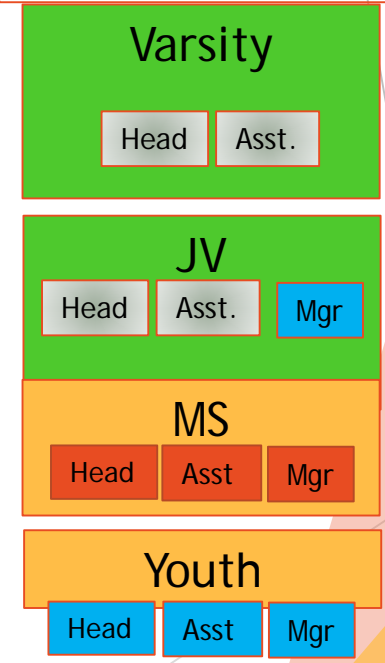 Varsity
Head Asst.
JV
Head Asst. Mgr
MS
Head Asst Mgr
Youth
Head Asst Mgr